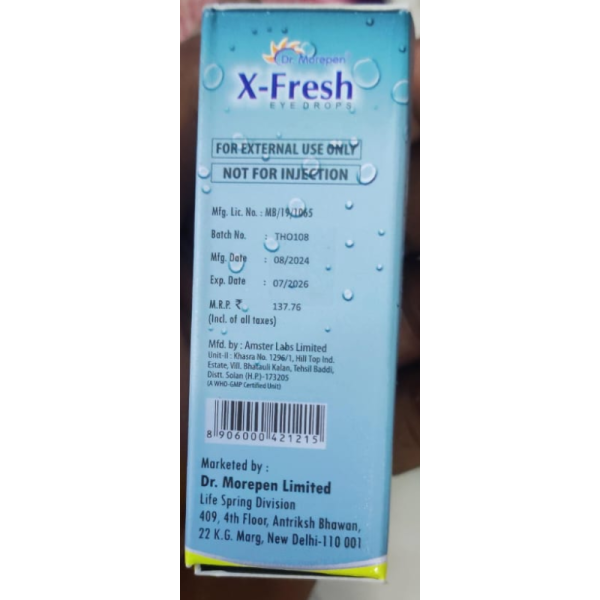 Dr. Morepen
X-Fresh
EYE DROPS
FOR EXTERNAL USE ONLY
NOT FOR INJECTION
Mfg. Lic. No. : MB/19/1065
Batch No. : THO108
Mfg. Date : 08/2024
Exp. Date : 07/2026
M.R.P. ₹ 137.76
(Incl. of all taxes)
Mfd. by : Amster Labs Limited
Unit-II : Khasra No. 1296/1, Hill Top Ind.
Estate, Vill. Bhatauli Kalan, Tehsil Baddi,
Distt. Solan (H.P.)-173205
(A WHO-GMP Certified Unit)
8 906000 421215
Marketed by :
Dr. Morepen Limited
Life Spring Division
409, 4th Floor, Antriksh Bhawan,
22 K.G. Marg, New Delhi-110 001